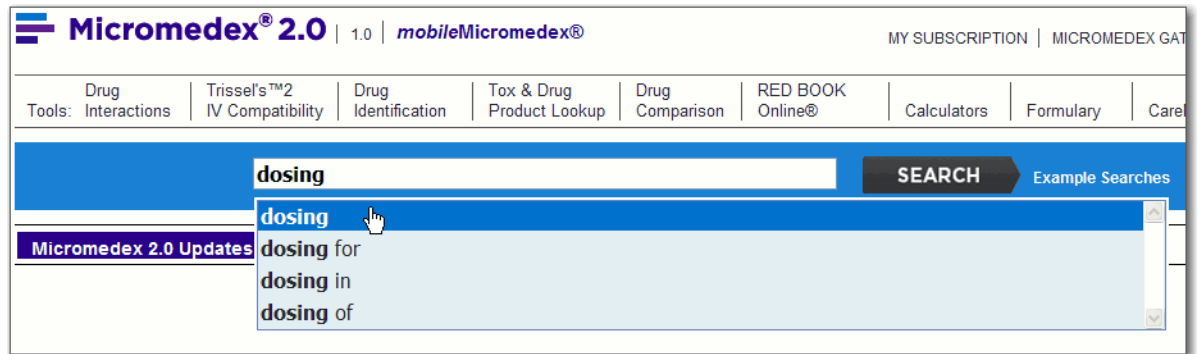 Micromedex® 2.0 | 1.0 | mobileMicromedex®
MY SUBSCRIPTION | MICROMEDEX GAT
Drug Trissel's™2 Drug Tox & Drug Drug RED BOOK
Tools: Interactions IV Compatibility Identification Product Lookup Comparison Online® Calculators Formulary Care
dosing SEARCH Example Searches
dosing
Micromedex 2.0 Updates dosing for
dosing in
dosing of